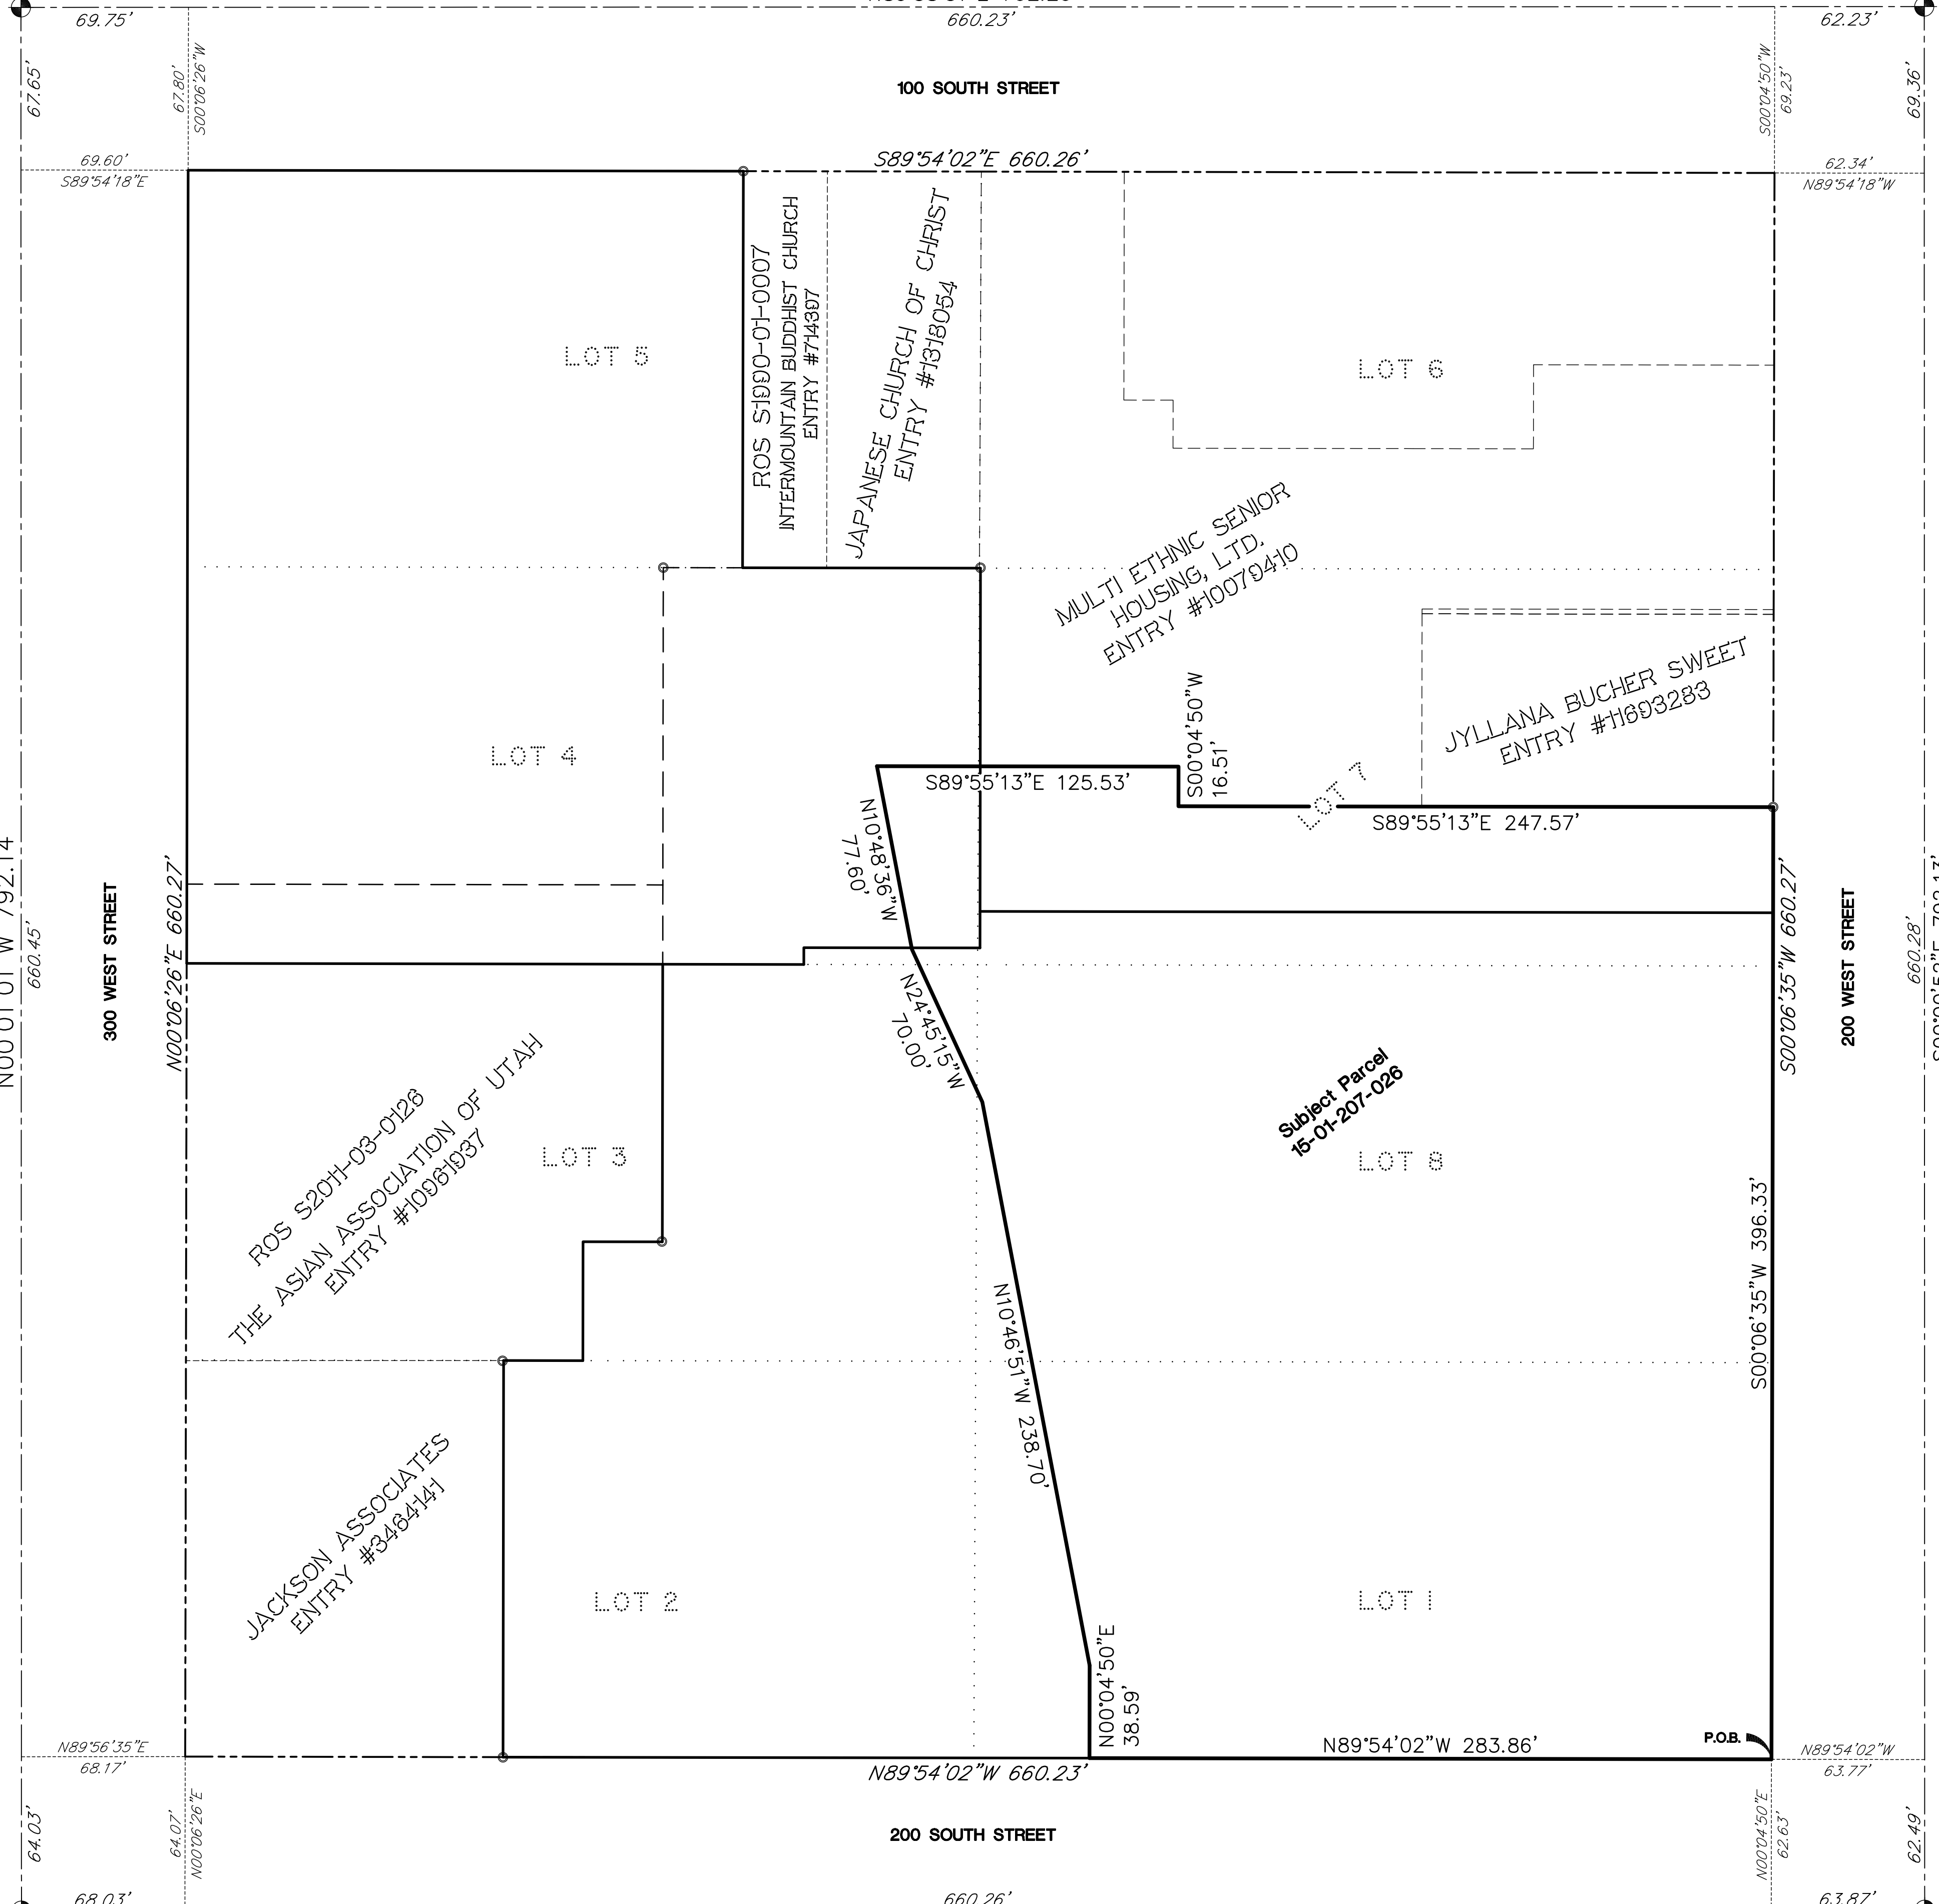 69.75'
660.23'
62.23'
67.65'
67.80'
S00°06'26"W
100 SOUTH STREET
S00°04'50"W
69.23'
69.36'
69.60'
S89°54'18"E
S89°54'02"E 660.26'
62.34'
N89°54'18"W
ROS S1990-01-0007
INTERMOUNTAIN BUDDHIST CHURCH
ENTRY #714397
JAPANESE CHURCH OF CHRIST
ENTRY #1318054
LOT 5
LOT 6
MULTI ETHNIC SENIOR
HOUSING, LTD.
ENTRY #10079410
JYLLANA BUCHER SWEET
ENTRY #11693283
LOT 4
S00°04'50"W
16.51'
S89°55'13"E 125.53'
LOT 7
S89°55'13"E 247.57'
N10°48'36"W
77.60'
N00°01'01"W 792.14'
660.45'
300 WEST STREET
N00°06'26"E 660.27'
S00°06'35"W 660.27'
200 WEST STREET
660.28'
N24°45'15"W
70.00'
Subject Parcel
15-01-207-026
ROS S2011-03-0126
THE ASIAN ASSOCIATION OF UTAH
ENTRY #10961937
LOT 3
LOT 8
S00°06'35"W 396.33'
N10°46'51"W 238.70'
JACKSON ASSOCIATES
ENTRY #3464141
LOT 2
LOT 1
N00°04'50"E
38.59'
P.O.B.
N89°54'02"W 283.86'
N89°56'35"E
68.17'
N89°54'02"W 660.23'
N89°54'02"W
63.77'
64.03'
64.07'
N00°06'26"E
200 SOUTH STREET
N00°04'50"E
62.63'
62.49'
68.03'
660.26'
63.87'